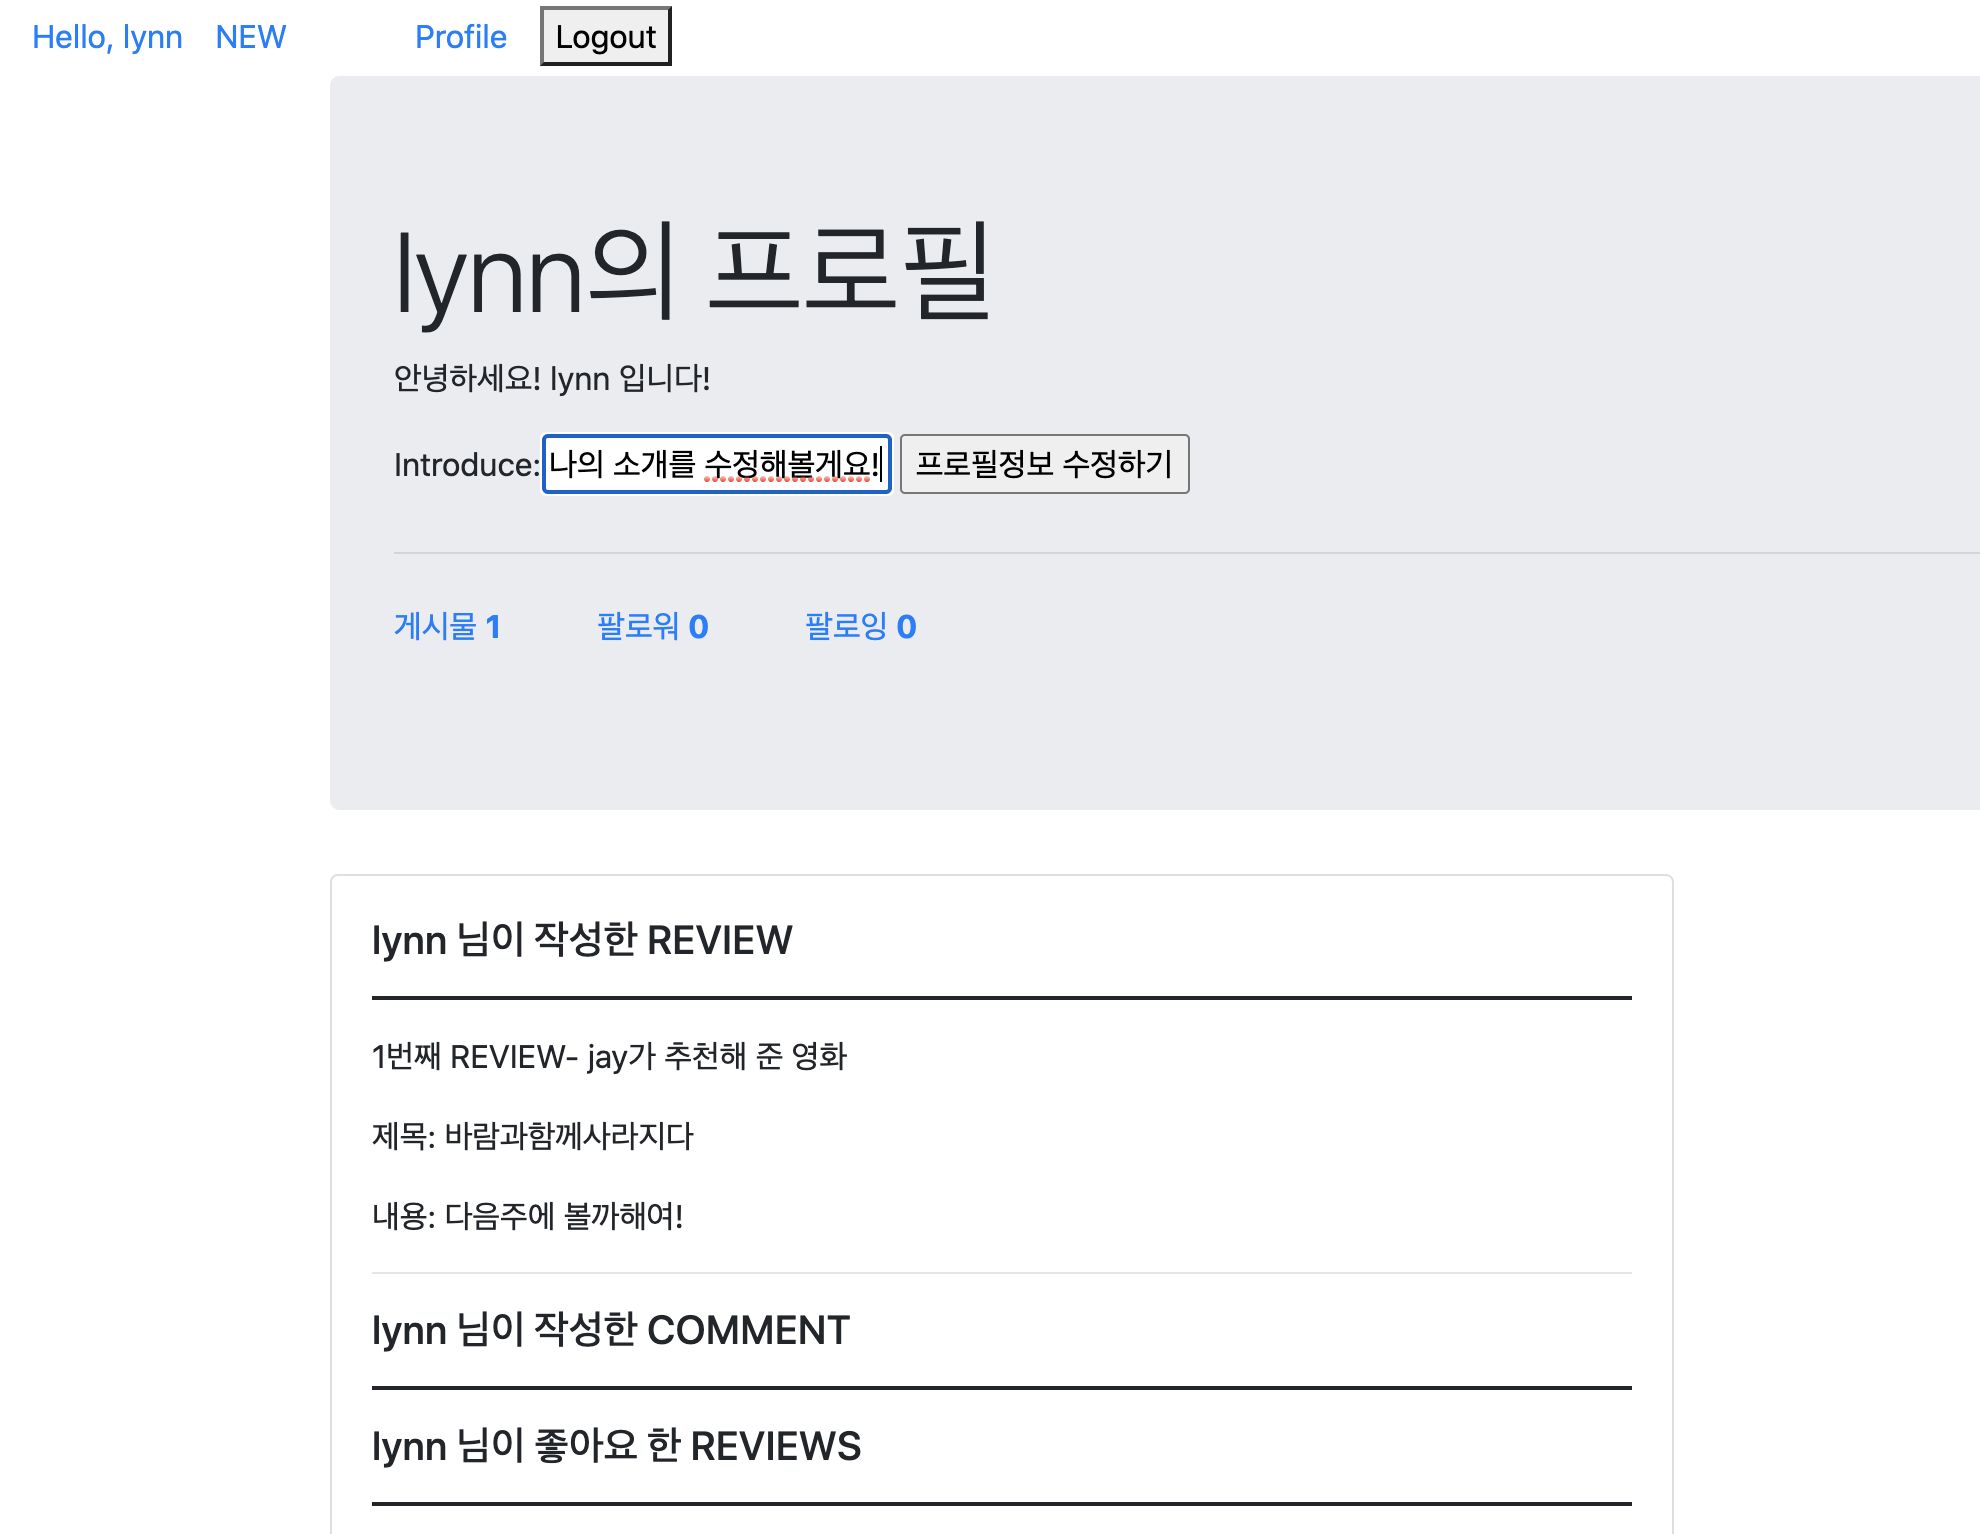 Hello, lynn NEW Profile Logout
lynn의 프로필
안녕하세요! lynn 입니다!
Introduce: 나의 소개를 수정해볼게요! 프로필정보 수정하기
게시물 1 팔로워 0 팔로잉 0
lynn 님이 작성한 REVIEW
1번째 REVIEW- jay가 추천해 준 영화
제목: 바람과함께사라지다
내용: 다음주에 볼까해여!
lynn 님이 작성한 COMMENT
lynn 님이 좋아요 한 REVIEWS